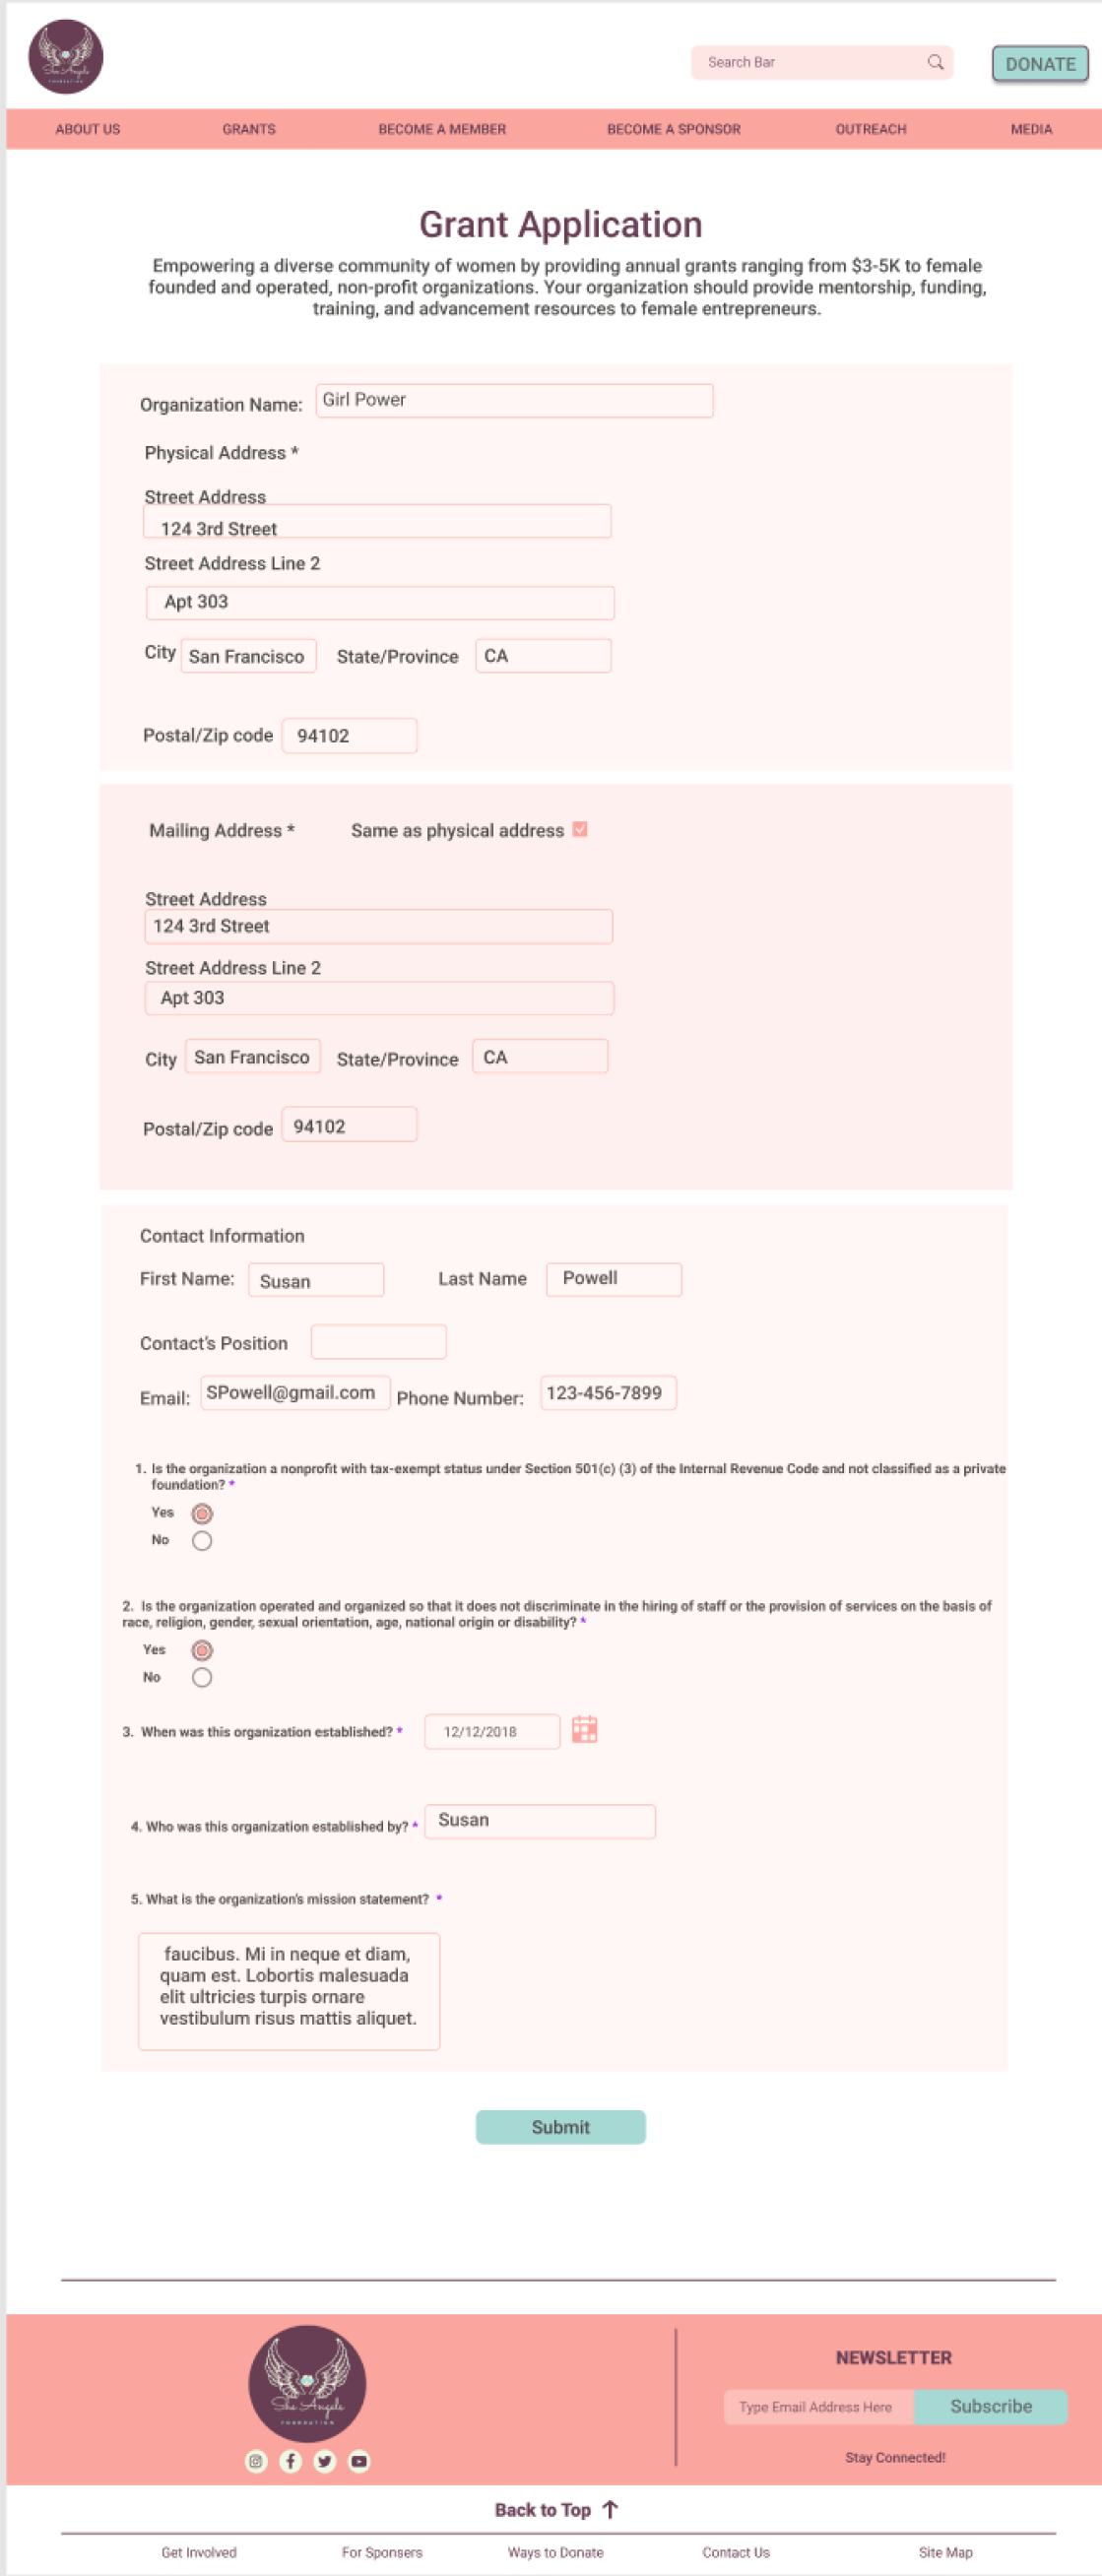 She Angels
FOUNDATION
Search Bar
DONATE
ABOUT US GRANTS BECOME A MEMBER BECOME A SPONSOR OUTREACH MEDIA
Grant Application
Empowering a diverse community of women by providing annual grants ranging from $3-5K to female
founded and operated, non-profit organizations. Your organization should provide mentorship, funding,
training, and advancement resources to female entrepreneurs.
Organization Name: Girl Power
Physical Address *
Street Address
124 3rd Street
Street Address Line 2
Apt 303
City San Francisco State/Province CA
Postal/Zip code 94102
Mailing Address * Same as physical address
Street Address
124 3rd Street
Street Address Line 2
Apt 303
City San Francisco State/Province CA
Postal/Zip code 94102
Contact Information
First Name: Susan Last Name Powell
Contact's Position
Email: SPowell@gmail.com Phone Number: 123-456-7899
1. Is the organization a nonprofit with tax-exempt status under Section 501(c) (3) of the Internal Revenue Code and not classified as a private
foundation? *
Yes
No
2. Is the organization operated and organized so that it does not discriminate in the hiring of staff or the provision of services on the basis of
race, religion, gender, sexual orientation, age, national origin or disability? *
Yes
No
3. When was this organization established? * 12/12/2018
4. Who was this organization established by? * Susan
5. What is the organization's mission statement? *
faucibus. Mi in neque et diam,
quam est. Lobortis malesuada
elit ultricies turpis ornare
vestibulum risus mattis aliquet.
Submit
She Angels
FOUNDATION
NEWSLETTER
Type Email Address Here Subscribe
Stay Connected!
Back to Top
Get Involved For Sponsers Ways to Donate Contact Us Site Map